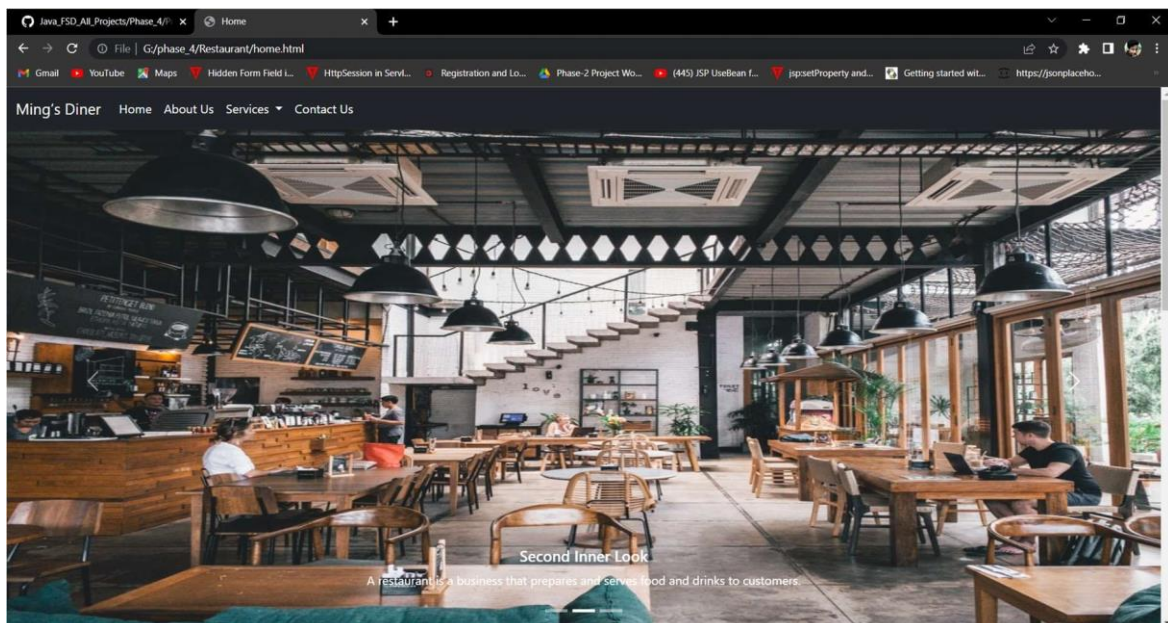 Java_FSD_All_Projects/Phase_4/P
Home
File | G:/phase_4/Restaurant/home.html
Gmail YouTube Maps Hidden Form Field i... HttpSession in Servl... Registration and Lo... Phase-2 Project Wo... (445) JSP UseBean f... jsp:setProperty and... Getting started wit... https://jsonplaceho...
Ming's Diner Home About Us Services Contact Us
Second Inner Look
A restaurant is a business that prepares and serves food and drinks to customers.